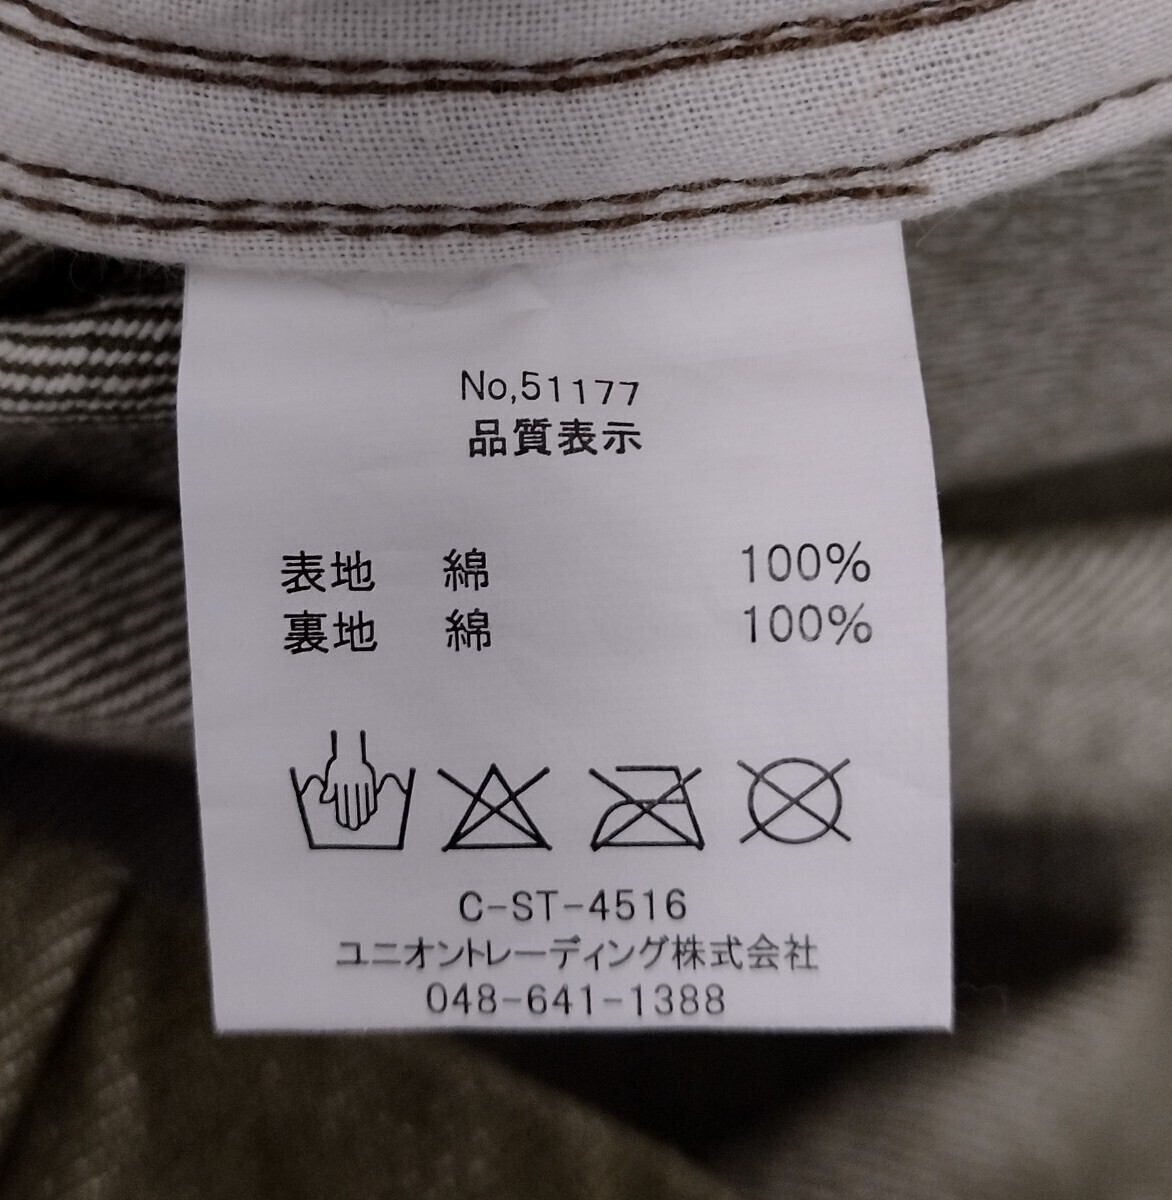 No,51177
品質表示
表地 綿 100%
裏地 綿 100%
C-ST-4516
ユニオントレーディング株式会社
048-641-1388